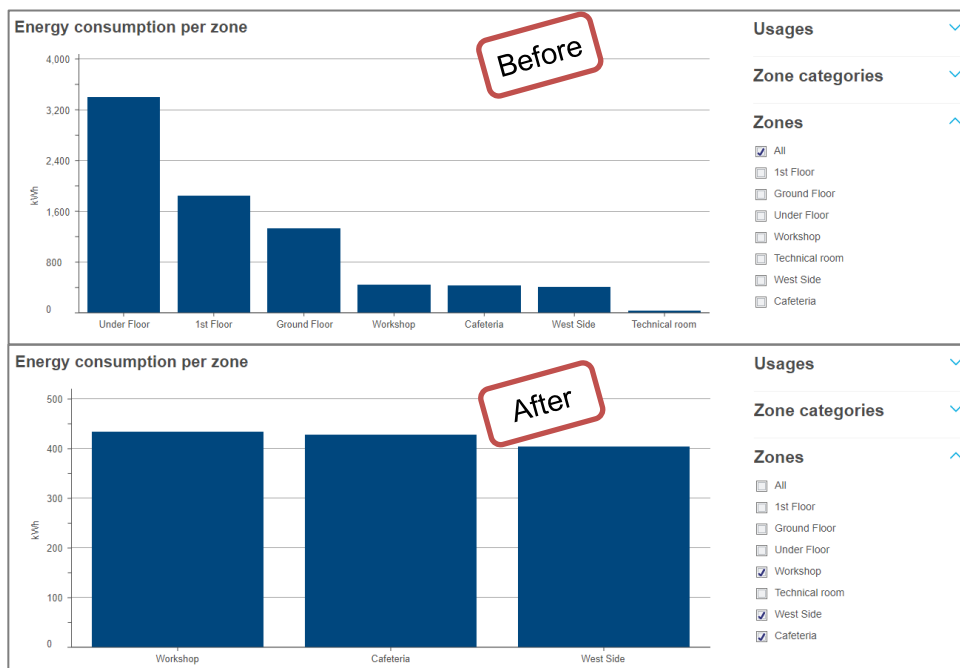 Energy consumption per zone
Before
4,000
3,200
2,400
1,600
800
0
kWh
Under Floor 1st Floor Ground Floor Workshop Cafeteria West Side Technical room
Usages
Zone categories
Zones
All
1st Floor
Ground Floor
Under Floor
Workshop
Technical room
West Side
Cafeteria
Energy consumption per zone
After
500
400
300
200
100
0
kWh
Workshop Cafeteria West Side
Usages
Zone categories
Zones
All
1st Floor
Ground Floor
Under Floor
Workshop
Technical room
West Side
Cafeteria